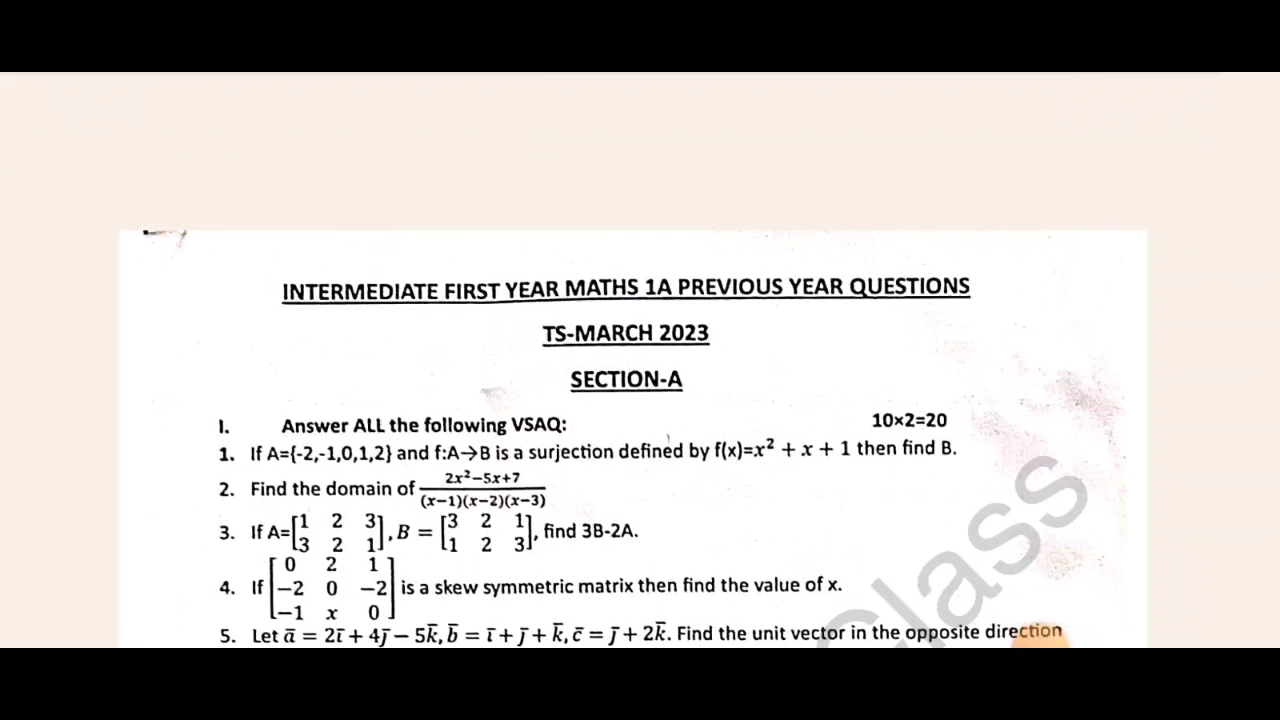 INTERMEDIATE FIRST YEAR MATHS 1A PREVIOUS YEAR QUESTIONS
TS-MARCH 2023
SECTION-A
I. Answer ALL the following VSAQ: 10×2=20
1. If A={-2,-1,0,1,2} and f:A→B is a surjection defined by f(x)=x² + x + 1 then find B.
2. Find the domain of (2x²−5x+7)/((x−1)(x−2)(x−3))
3. If A=[1 2 3; 3 2 1], B = [3 2 1; 1 2 3], find 3B-2A.
4. If [0 2 1; −2 0 −2; −1 x 0] is a skew symmetric matrix then find the value of x.
5. Let a̅ = 2i̅ + 4j̅ − 5k̅, b̅ = i̅ + j̅ + k̅, c̅ = j̅ + 2k̅. Find the unit vector in the opposite direction
Class